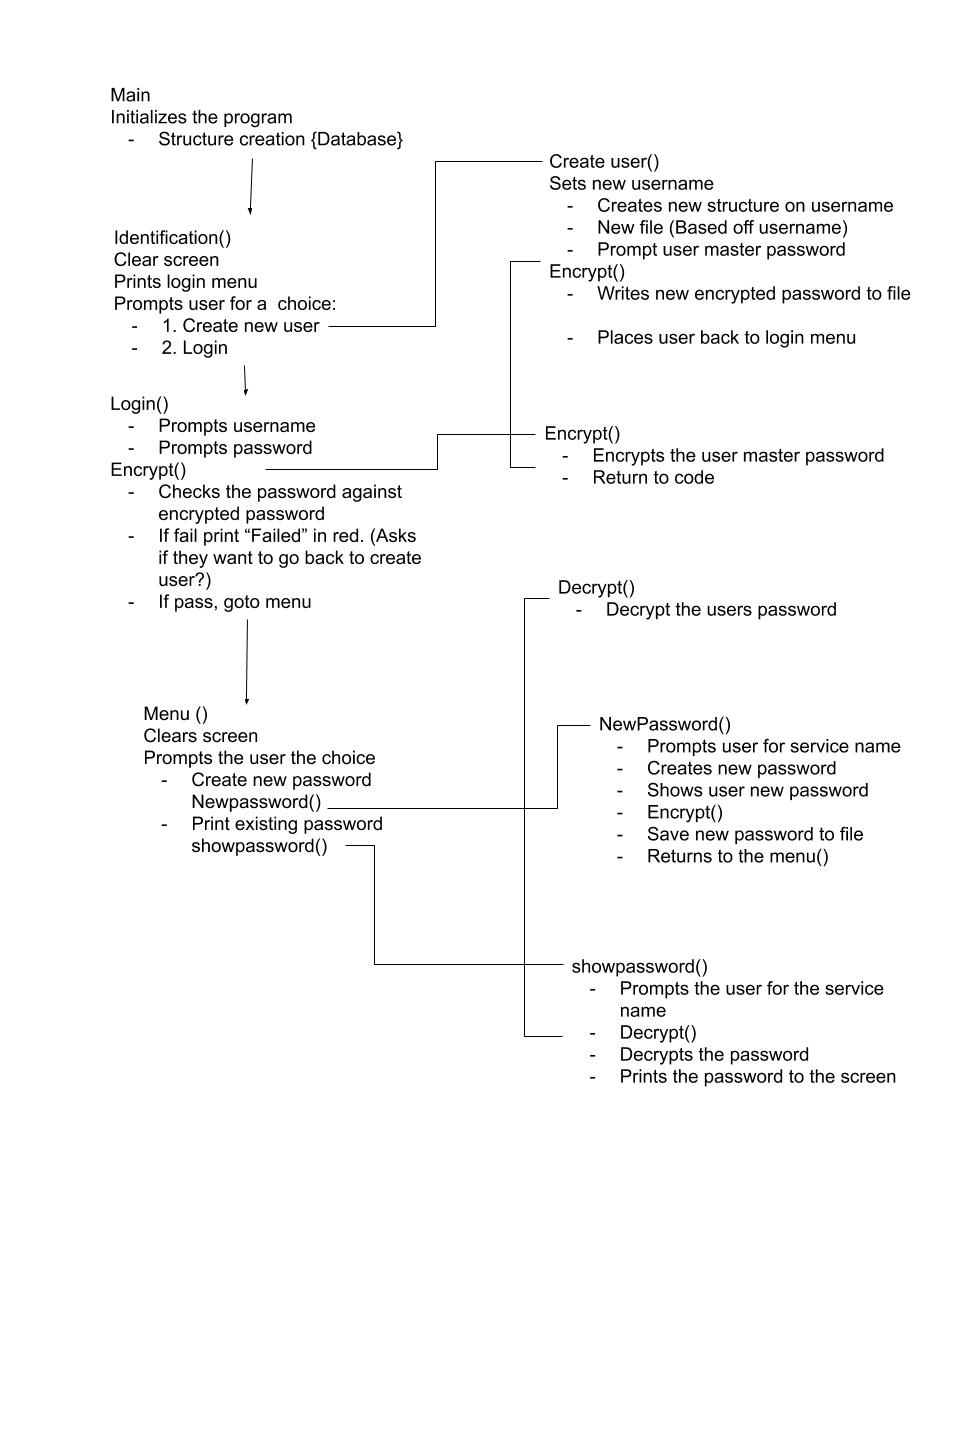 Main
Initializes the program
- Structure creation {Database}
Identification()
Clear screen
Prints login menu
Prompts user for a  choice:
- 1. Create new user
- 2. Login
Login()
- Prompts username
- Prompts password
Encrypt()
- Checks the password against
encrypted password
- If fail print “Failed” in red. (Asks
if they want to go back to create
user?)
- If pass, goto menu
Menu ()
Clears screen
Prompts the user the choice
- Create new password
Newpassword()
- Print existing password
showpassword()
Create user()
Sets new username
- Creates new structure on username
- New file (Based off username)
- Prompt user master password
Encrypt()
- Writes new encrypted password to file
- Places user back to login menu
Encrypt()
- Encrypts the user master password
- Return to code
Decrypt()
- Decrypt the users password
NewPassword()
- Prompts user for service name
- Creates new password
- Shows user new password
- Encrypt()
- Save new password to file
- Returns to the menu()
showpassword()
- Prompts the user for the service
name
- Decrypt()
- Decrypts the password
- Prints the password to the screen